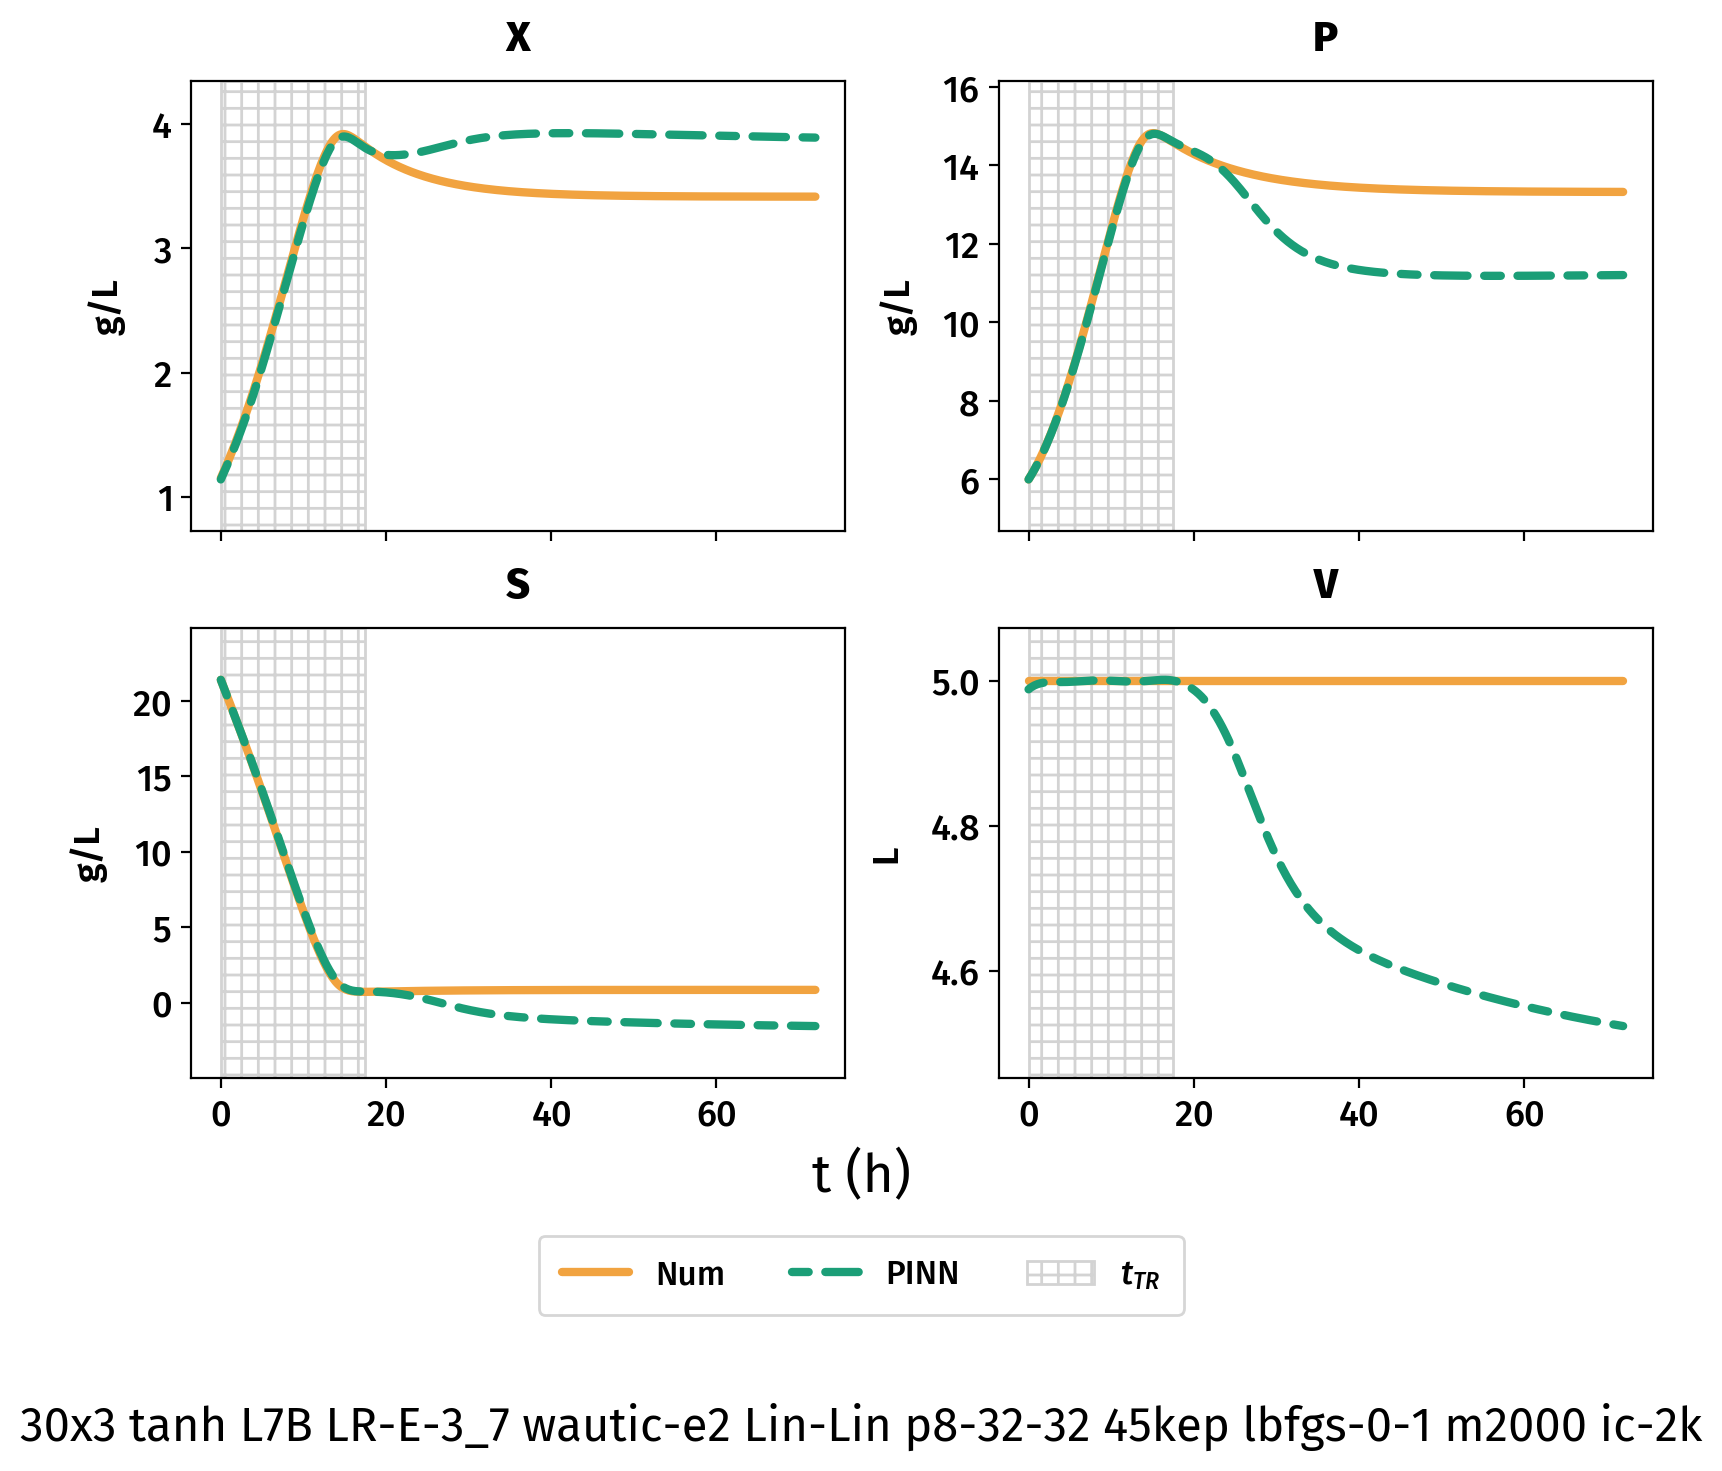 X
P
4
3
2
1
g/L
16
14
12
10
8
6
g/L
S
V
20
15
10
5
0
g/L
5.0
4.8
4.6
L
0 20 40 60
0 20 40 60
t (h)
Num PINN tTR
30x3 tanh L7B LR-E-3_7 wautic-e2 Lin-Lin p8-32-32 45kep lbfgs-0-1 m2000 ic-2k